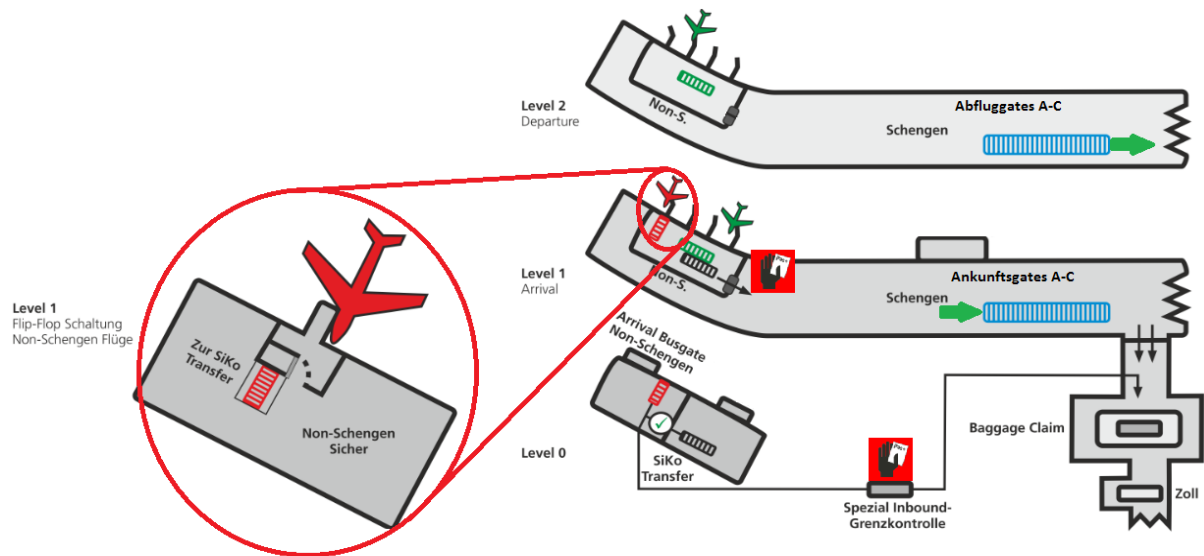 Level 2
Departure
Non-S.
Abfluggates A-C
Schengen
Level 1
Arrival
Non-S.
Ankunftsgates A-C
Schengen
Level 1
Flip-Flop Schaltung
Non-Schengen Flüge
Zur SiKo
Transfer
Non-Schengen
Sicher
Arrival Busgate
Non-Schengen
Level 0
SiKo
Transfer
Spezial Inbound-
Grenzkontrolle
Baggage Claim
Zoll